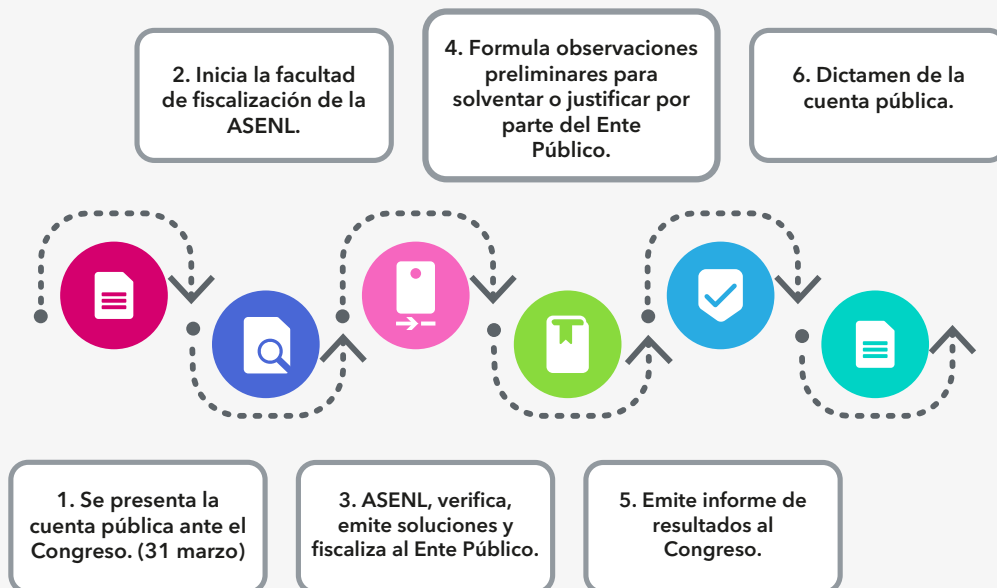 2. Inicia la facultad
de fiscalización de la
ASENL.
4. Formula observaciones
preliminares para
solventar o justificar por
parte del Ente
Público.
6. Dictamen de la
cuenta pública.
1. Se presenta la
cuenta pública ante el
Congreso. (31 marzo)
3. ASENL, verifica,
emite soluciones y
fiscaliza al Ente Público.
5. Emite informe de
resultados al
Congreso.